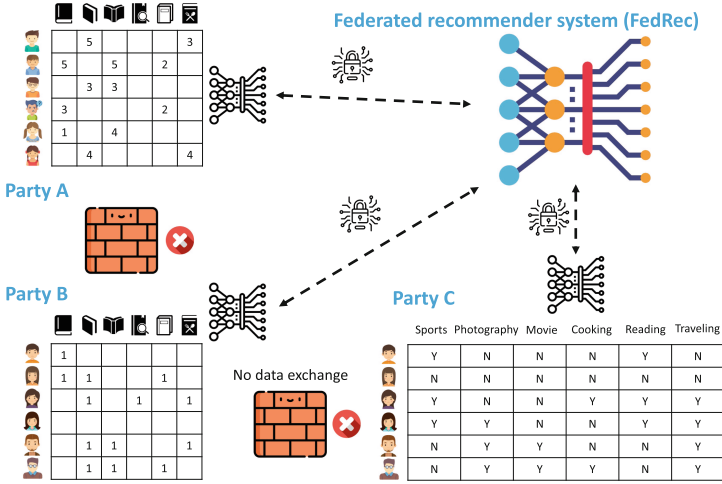 Federated recommender system (FedRec)
5 3
5 5 2
3 3
3 2
1 4
4 4
Party A
Party B
1
1 1 1
1 1 1
1 1 1
1 1 1
No data exchange
Party C
Sports Photography Movie Cooking Reading Traveling
Y N N N Y N
N N N N N N
Y N N Y Y Y
Y Y N N Y Y
N Y Y N N Y
N Y Y Y N Y